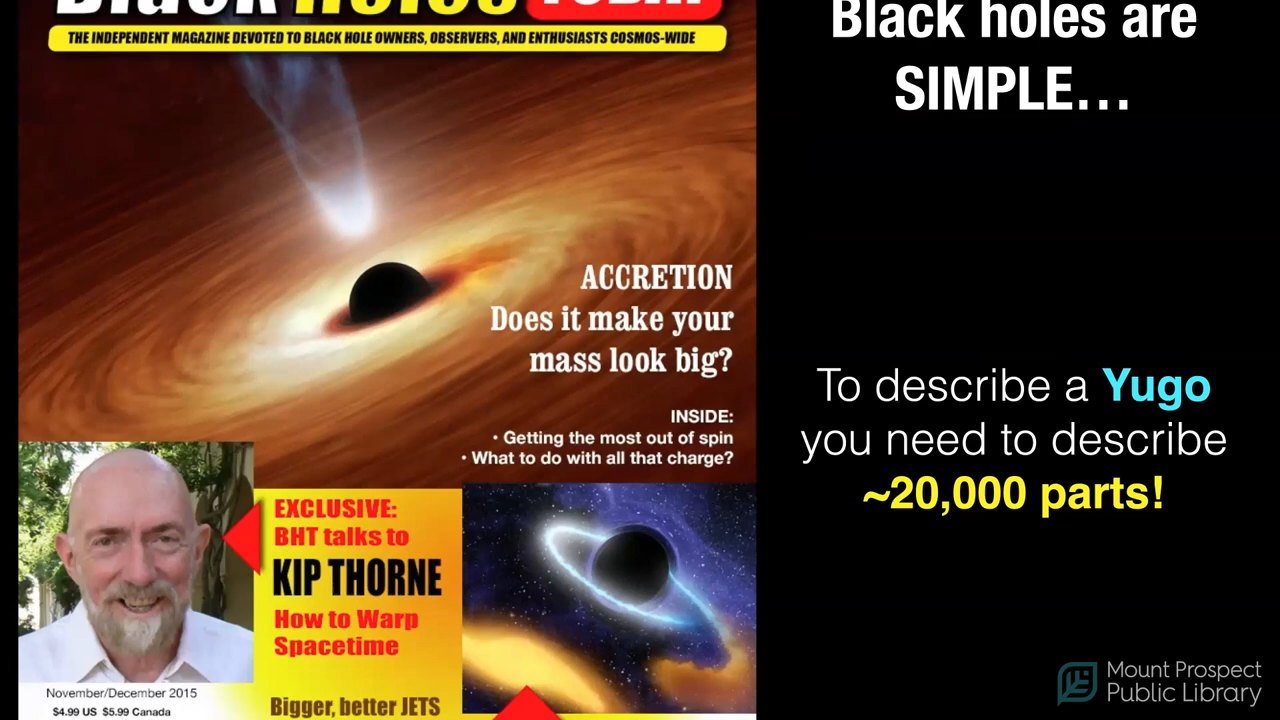 Black Holes TODAY
THE INDEPENDENT MAGAZINE DEVOTED TO BLACK HOLE OWNERS, OBSERVERS, AND ENTHUSIASTS COSMOS-WIDE
ACCRETION
Does it make your
mass look big?
INSIDE:
• Getting the most out of spin
• What to do with all that charge?
EXCLUSIVE:
BHT talks to
KIP THORNE
How to Warp
Spacetime
Bigger, better JETS
November/December 2015
$4.99 US $5.99 Canada
Black holes are
SIMPLE…
To describe a Yugo
you need to describe
~20,000 parts!
Mount Prospect
Public Library